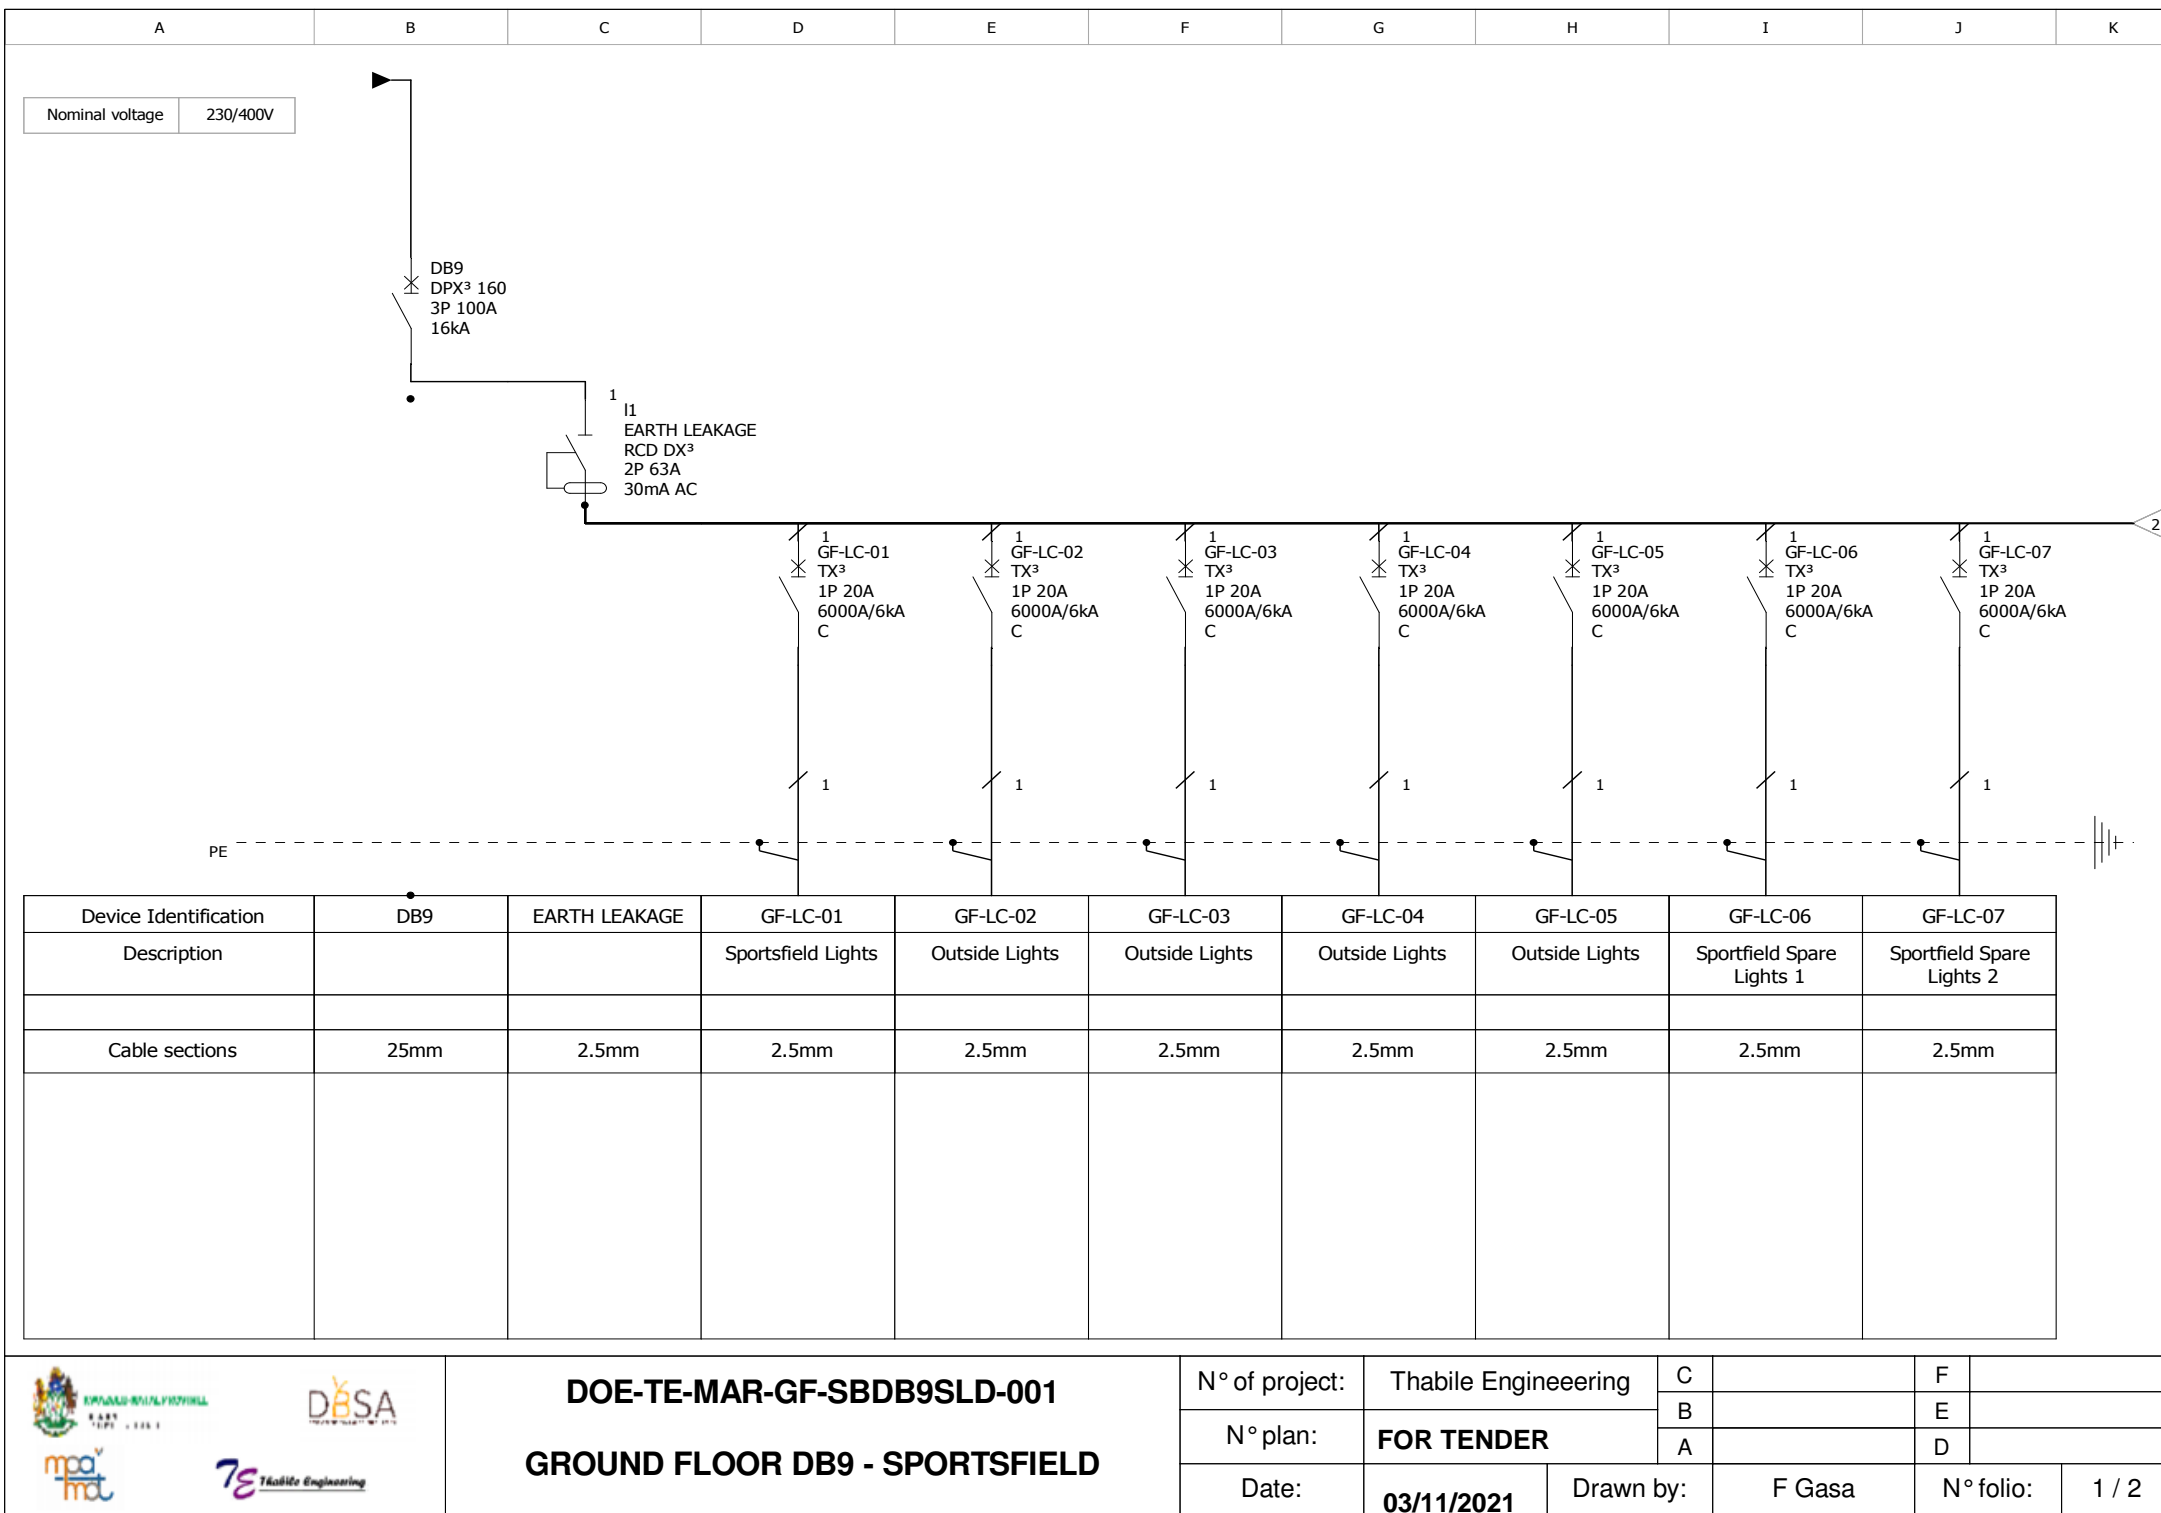 A B C D E F G H I J K
Nominal voltage 230/400V
DB9
DPX³ 160
3P 100A
16kA
1
I1
EARTH LEAKAGE
RCD DX³
2P 63A
30mA AC
2
1 1 1 1 1 1 1
GF-LC-01 GF-LC-02 GF-LC-03 GF-LC-04 GF-LC-05 GF-LC-06 GF-LC-07
TX³ TX³ TX³ TX³ TX³ TX³ TX³
1P 20A 1P 20A 1P 20A 1P 20A 1P 20A 1P 20A 1P 20A
6000A/6kA 6000A/6kA 6000A/6kA 6000A/6kA 6000A/6kA 6000A/6kA 6000A/6kA
C C C C C C C
1 1 1 1 1 1 1
PE
Device Identification DB9 EARTH LEAKAGE GF-LC-01 GF-LC-02 GF-LC-03 GF-LC-04 GF-LC-05 GF-LC-06 GF-LC-07
Description Sportsfield Lights Outside Lights Outside Lights Outside Lights Outside Lights Sportfield Spare Lights 1 Sportfield Spare Lights 2
Cable sections 25mm 2.5mm 2.5mm 2.5mm 2.5mm 2.5mm 2.5mm 2.5mm 2.5mm
DBSA
mpa
mot
TE Thabile Engineering
DOE-TE-MAR-GF-SBDB9SLD-001
GROUND FLOOR DB9 - SPORTSFIELD
N° of project: Thabile Engineeering
N° plan: FOR TENDER
C F
B E
A D
Date: 03/11/2021 Drawn by: F Gasa N° folio: 1 / 2